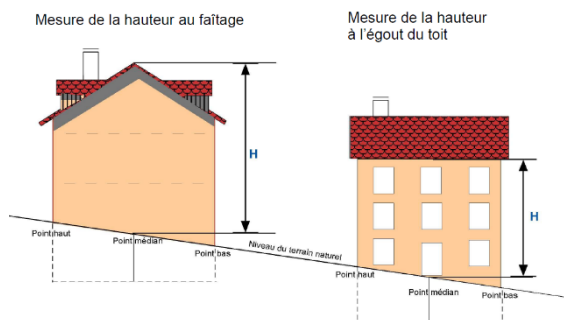 Mesure de la hauteur au faîtage
Mesure de la hauteur
à l'égout du toit
H
H
Point haut
Point médian
Point bas
Niveau du terrain naturel
Point haut
Point médian
Point bas